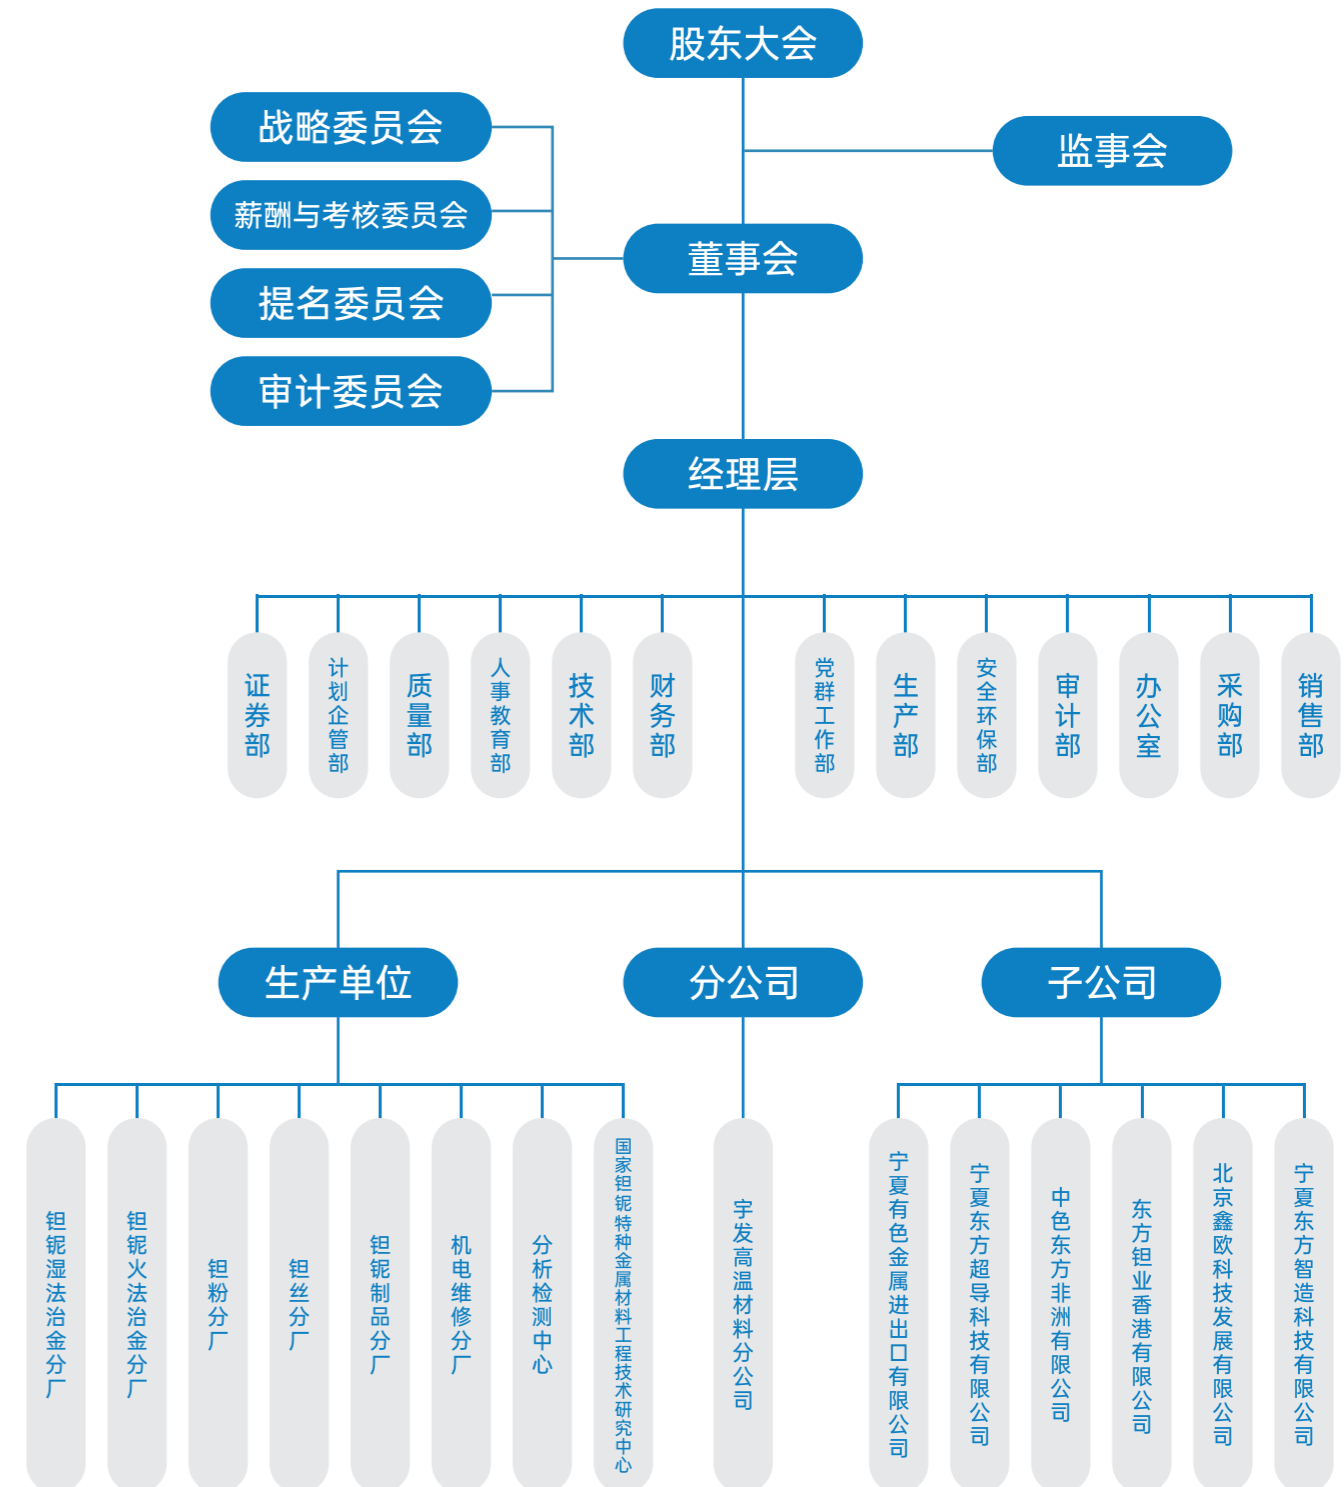 股东大会
战略委员会
监事会
薪酬与考核委员会
董事会
提名委员会
审计委员会
经理层
证券部
计划企管部
质量部
人事教育部
技术部
财务部
党群工作部
生产部
安全环保部
审计部
办公室
采购部
销售部
生产单位
分公司
子公司
钽铌湿法治金分厂
钽铌火法治金分厂
钽粉分厂
钽丝分厂
钽铌制品分厂
机电维修分厂
分析检测中心
国家钽铌特种金属材料工程技术研究中心
宇发高温材料分公司
宁夏有色金属进出口有限公司
宁夏东方超导科技有限公司
中色东方非洲有限公司
东方钽业香港有限公司
北京鑫欧科技发展有限公司
宁夏东方智造科技有限公司